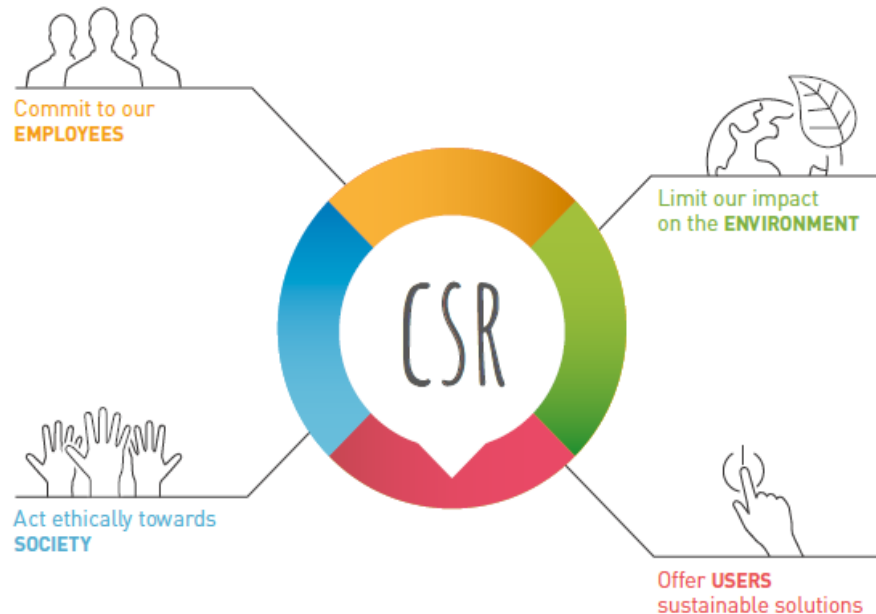 Commit to our
EMPLOYEES
Limit our impact
on the ENVIRONMENT
CSR
Act ethically towards
SOCIETY
Offer USERS
sustainable solutions